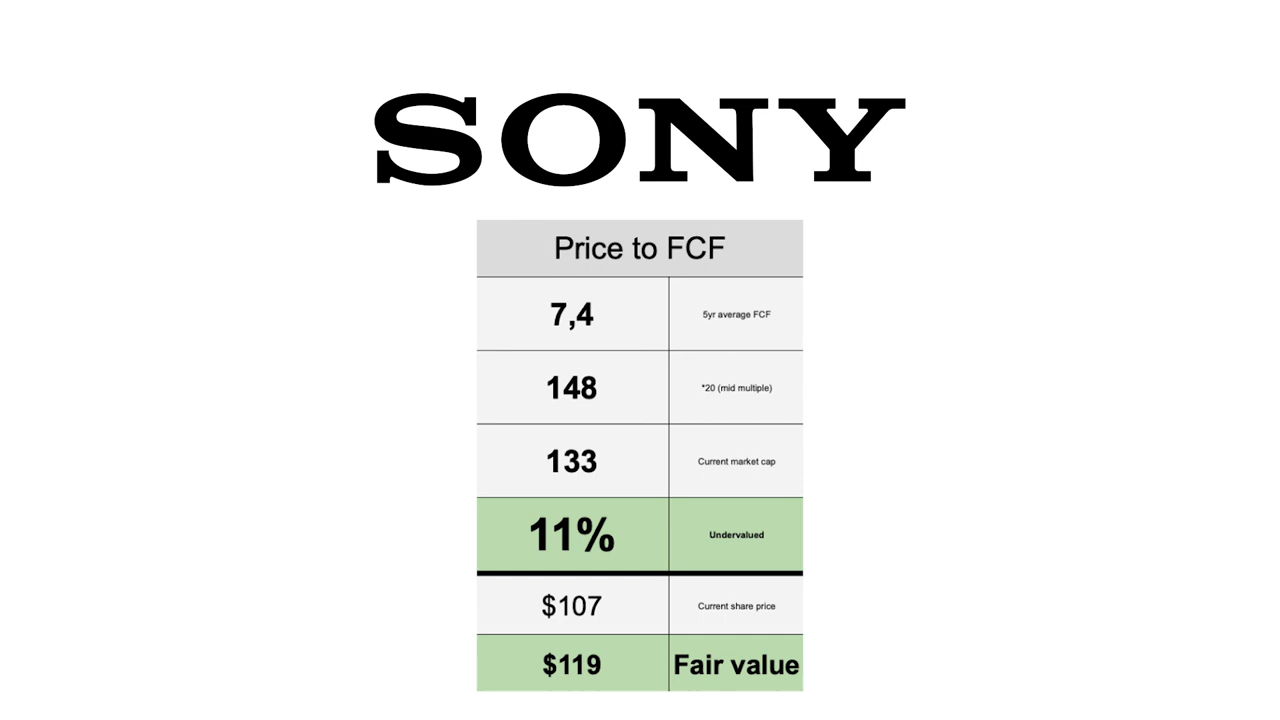 SONY
Price to FCF
7,4 5yr average FCF
148 *20 (mid multiple)
133 Current market cap
11% Undervalued
$107 Current share price
$119 Fair value